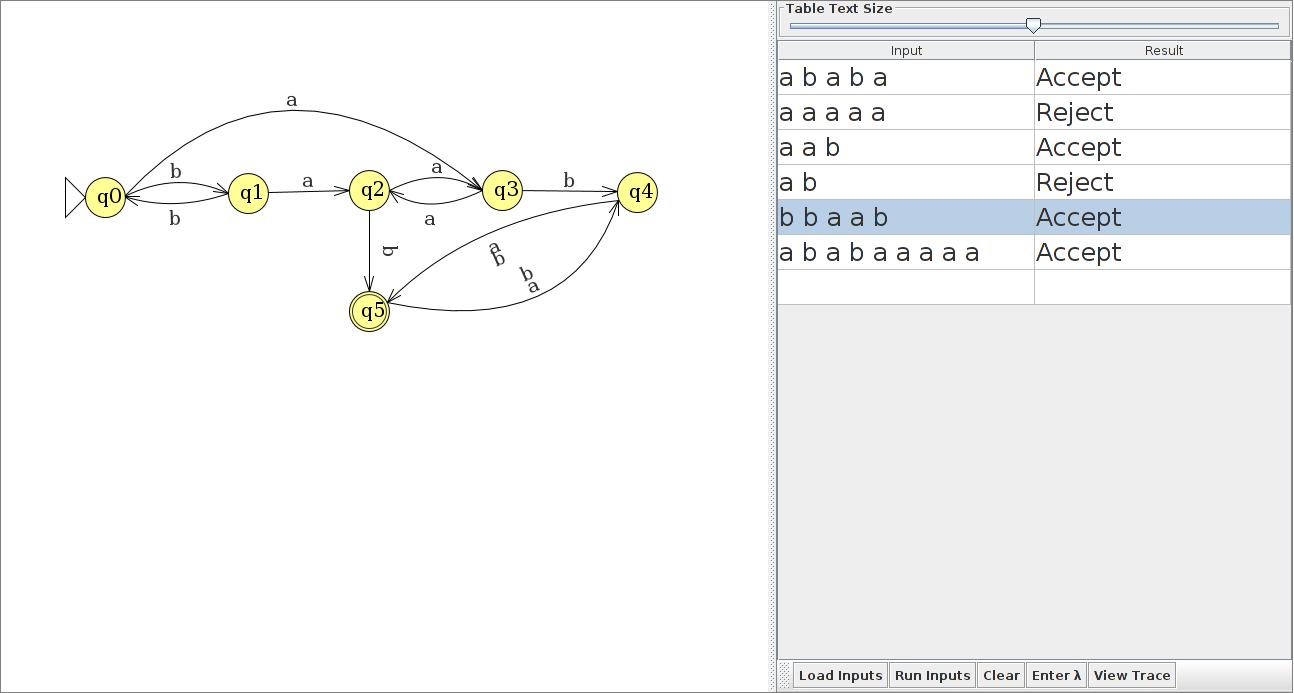 a
b
b
a
a
a
b
b
a
b
b
a
q0
q1
q2
q3
q4
q5
Table Text Size
Input Result
a b a b a Accept
a a a a a Reject
a a b Accept
a b Reject
b b a a b Accept
a b a b a a a a a Accept
Load Inputs Run Inputs Clear Enter λ View Trace